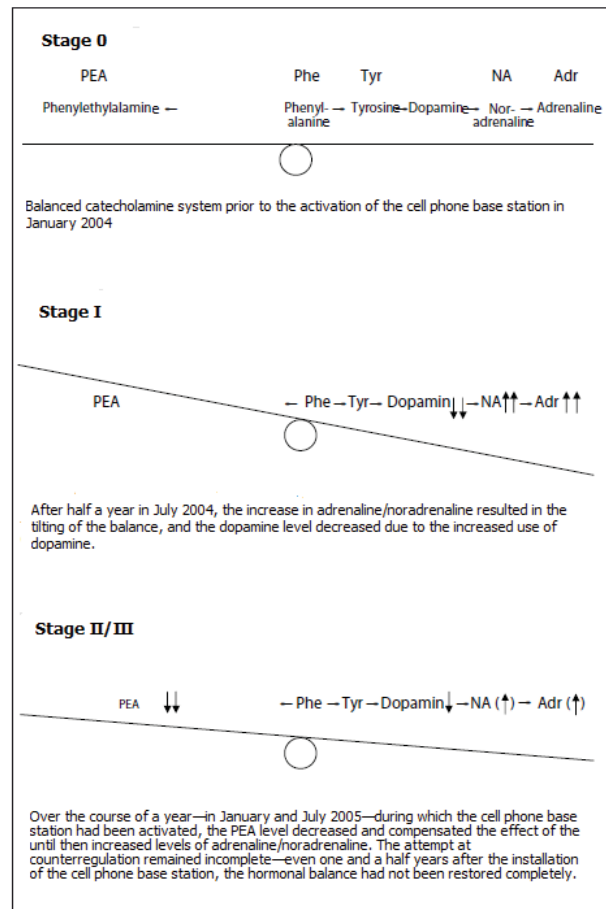 Stage 0
PEA Phe Tyr NA Adr
Phenylethylalamine ← Phenyl- → Tyrosine→Dopamine→ Nor- → Adrenaline
alanine adrenaline
Balanced catecholamine system prior to the activation of the cell phone base station in
January 2004
Stage I
PEA ← Phe →Tyr→ Dopamin↓↓ →NA↑↑→ Adr ↑↑
After half a year in July 2004, the increase in adrenaline/noradrenaline resulted in the
tilting of the balance, and the dopamine level decreased due to the increased use of
dopamine.
Stage II/III
PEA ↓↓ ← Phe →Tyr→Dopamin↓ →NA (↑)→ Adr (↑)
Over the course of a year—in January and July 2005—during which the cell phone base
station had been activated, the PEA level decreased and compensated the effect of the
until then increased levels of adrenaline/noradrenaline. The attempt at
counterregulation remained incomplete—even one and a half years after the installation
of the cell phone base station, the hormonal balance had not been restored completely.